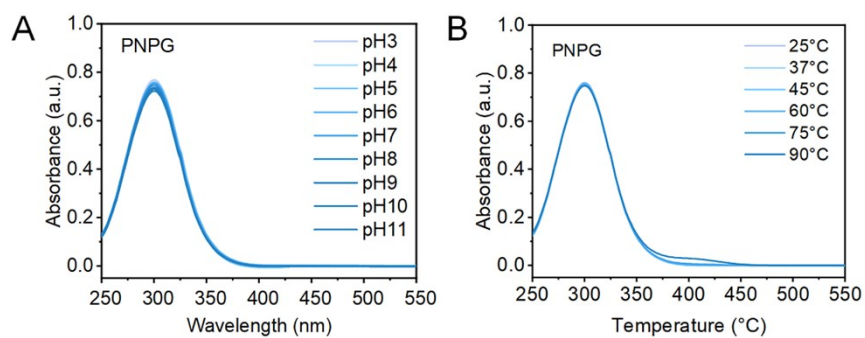 A
PNPG
pH3
pH4
pH5
pH6
pH7
pH8
pH9
pH10
pH11
1.0
0.8
0.6
0.4
0.2
0.0
Absorbance (a.u.)
250 300 350 400 450 500 550
Wavelength (nm)
B
PNPG
25°C
37°C
45°C
60°C
75°C
90°C
1.0
0.8
0.6
0.4
0.2
0.0
Absorbance (a.u.)
250 300 350 400 450 500 550
Temperature (°C)